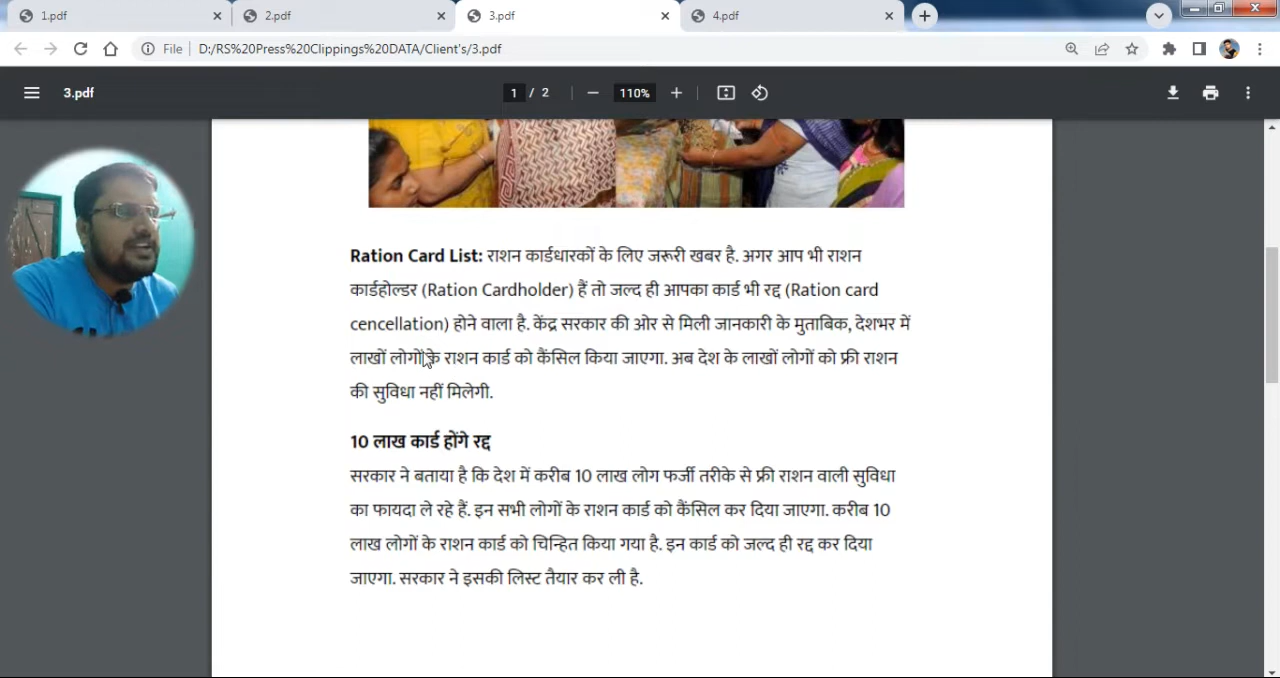 1.pdf
2.pdf
3.pdf
4.pdf
File
D:/RS%20Press%20Clippings%20DATA/Client's/3.pdf
3.pdf
1 / 2
110%
Ration Card List: राशन कार्डधारकों के लिए जरूरी खबर है. अगर आप भी राशन
कार्डहोल्डर (Ration Cardholder) हैं तो जल्द ही आपका कार्ड भी रद्द (Ration card
cencellation) होने वाला है. केंद्र सरकार की ओर से मिली जानकारी के मुताबिक, देशभर में
लाखों लोगों के राशन कार्ड को कैंसिल किया जाएगा. अब देश के लाखों लोगों को फ्री राशन
की सुविधा नहीं मिलेगी.
10 लाख कार्ड होंगे रद्द
सरकार ने बताया है कि देश में करीब 10 लाख लोग फर्जी तरीके से फ्री राशन वाली सुविधा
का फायदा ले रहे हैं. इन सभी लोगों के राशन कार्ड को कैंसिल कर दिया जाएगा. करीब 10
लाख लोगों के राशन कार्ड को चिन्हित किया गया है. इन कार्ड को जल्द ही रद्द कर दिया
जाएगा. सरकार ने इसकी लिस्ट तैयार कर ली है.